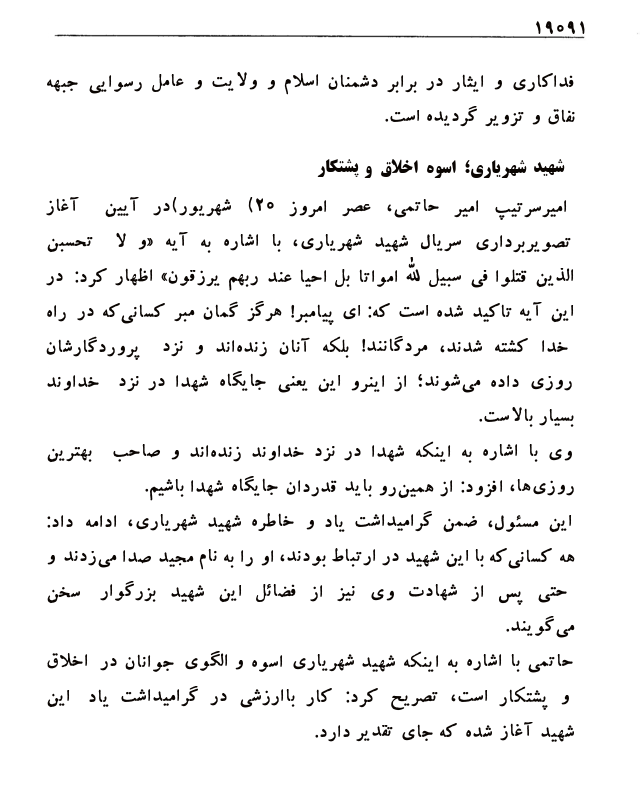 ۱۹۰۹۱
فداکاری و ایثار در برابر دشمنان اسلام و ولایت و عامل رسوایی جبهه
نفاق و تزویر گردیده است.
شهید شهریاری؛ اسوه اخلاق و پشتکار
امیرسرتیپ امیر حاتمی، عصر امروز ۲۰) شهریور)در آیین آغاز
تصویربرداری سریال شهید شهریاری، با اشاره به آیه «و لا تحسبن
الذین قتلوا فی سبیل الله امواتا بل احیا عند ربهم یرزقون» اظهار کرد: در
این آیه تاکید شده است که: ای پیامبر! هرگز گمان مبر کسانی‌که در راه
خدا کشته شدند، مردگانند! بلکه آنان زنده‌اند و نزد پروردگارشان
روزی داده می‌شوند؛ از اینرو این یعنی جایگاه شهدا در نزد خداوند
بسیار بالاست.
وی با اشاره به اینکه شهدا در نزد خداوند زنده‌اند و صاحب بهترین
روزی‌ها، افزود: از همین‌رو باید قدردان جایگاه شهدا باشیم.
این مسئول، ضمن گرامیداشت یاد و خاطره شهید شهریاری، ادامه داد:
هه کسانی‌که با این شهید در ارتباط بودند، او را به نام مجید صدا می‌زدند و
حتی پس از شهادت وی نیز از فضائل این شهید بزرگوار سخن
می‌گویند.
حاتمی با اشاره به اینکه شهید شهریاری اسوه و الگوی جوانان در اخلاق
و پشتکار است، تصریح کرد: کار باارزشی در گرامیداشت یاد این
شهید آغاز شده که جای تقدیر دارد.